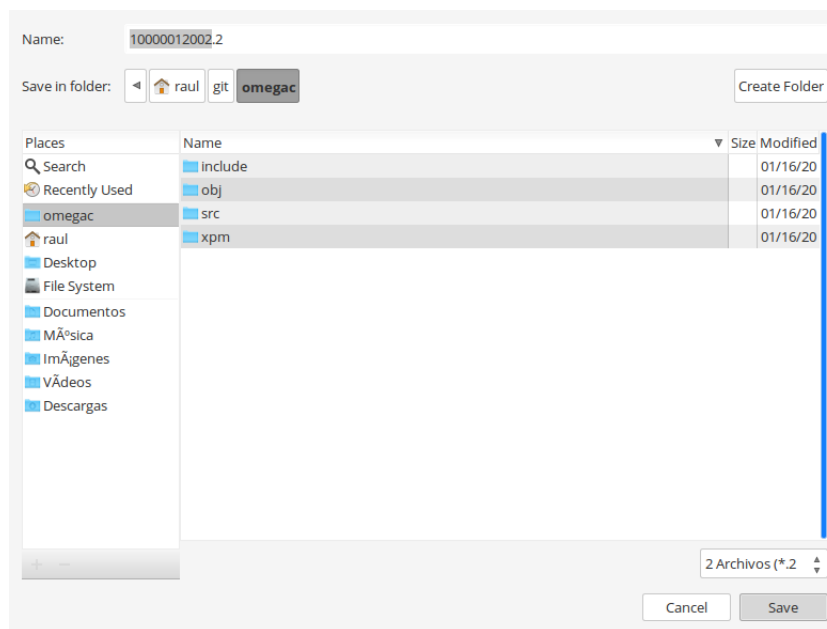 Name: 10000012002.2
Save in folder: raul git omegac Create Folder
Places Name Size Modified
Search include 01/16/20
Recently Used obj 01/16/20
omegac src 01/16/20
raul xpm 01/16/20
Desktop
File System
Documentos
MÃºsica
ImÃ¡genes
VÃdeos
Descargas
2 Archivos (*.2
Cancel Save